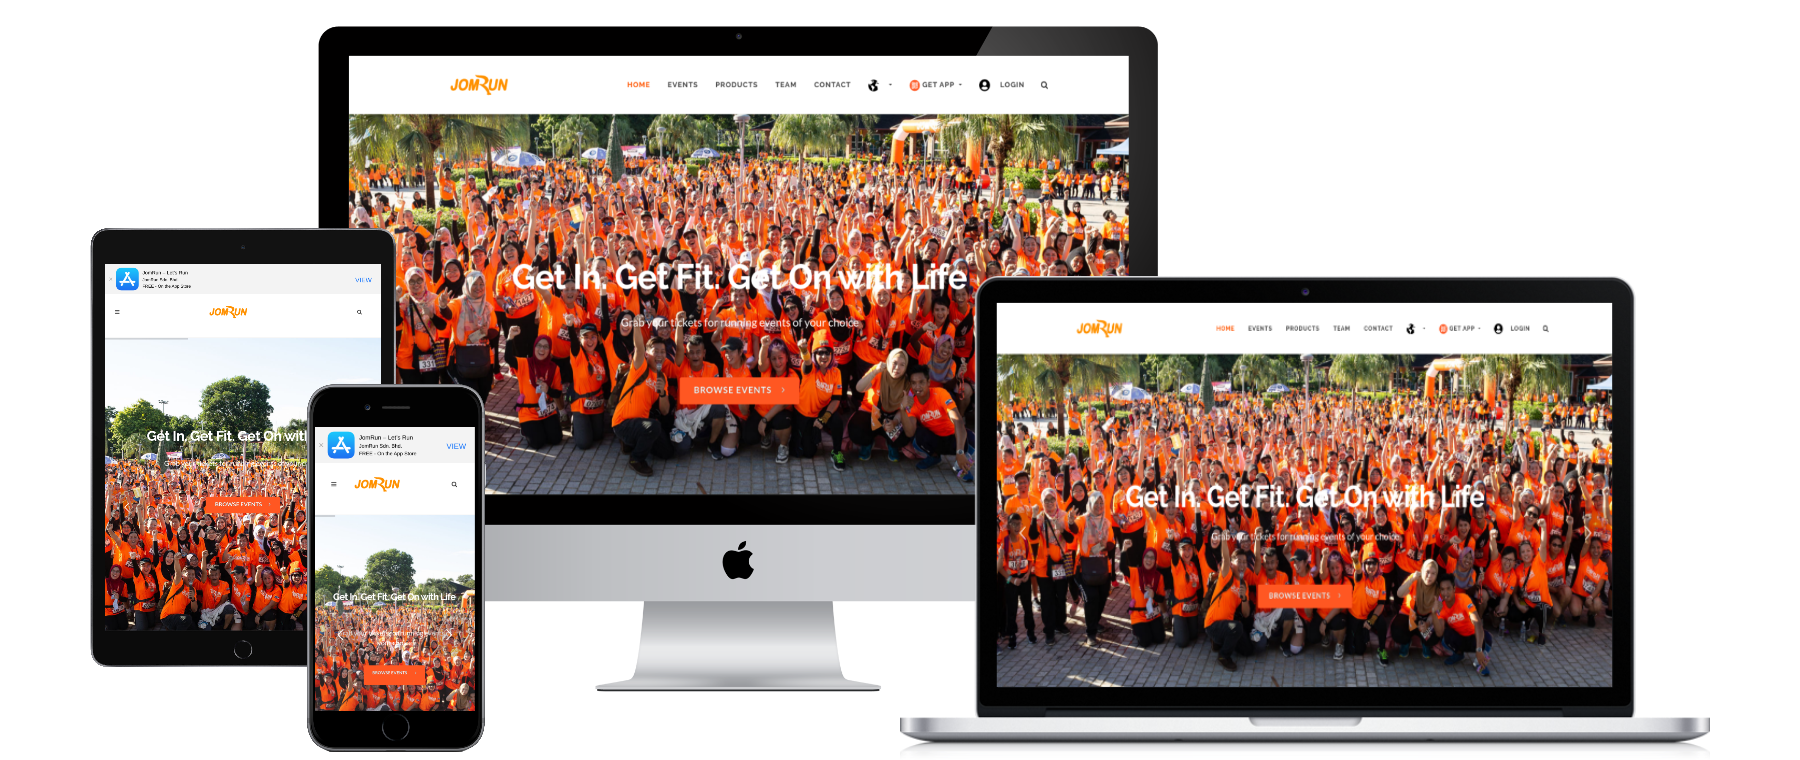 JOMRUN
HOME EVENTS PRODUCTS TEAM CONTACT GET APP LOGIN
Get In. Get Fit. Get On with Life
Grab your tickets for running events of your choice
BROWSE EVENTS
JomRun - Let's Run
JomRun Sdn. Bhd.
FREE - On the App Store
VIEW
JOMRUN
Get In. Get Fit. Get On with
BROWSE EVENTS
JomRun - Let's Run
JomRun Sdn. Bhd.
FREE - On the App Store
VIEW
JOMRUN
Get In. Get Fit. Get On with Life
BROWSE EVENTS
JOMRUN
HOME EVENTS PRODUCTS TEAM CONTACT GET APP LOGIN
Get In. Get Fit. Get On with Life
Grab your tickets for running events of your choice
BROWSE EVENTS